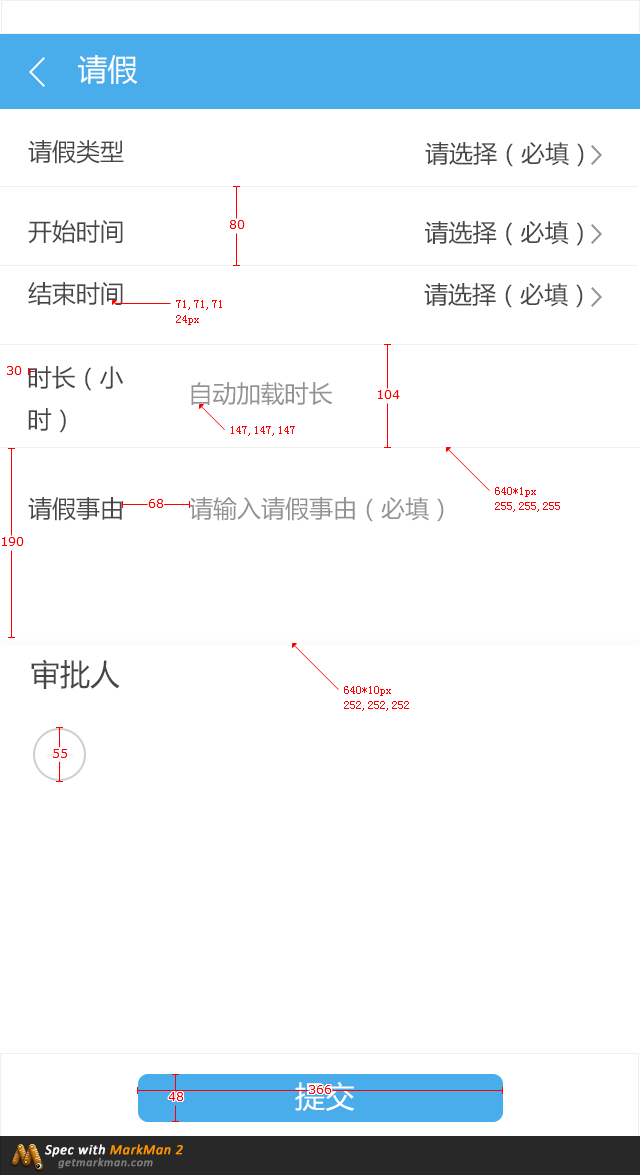 请假
请假类型 请选择（必填）
80
开始时间 请选择（必填）
结束时间 请选择（必填）
71, 71, 71
24px
30 时长（小
时）
自动加载时长
104
147, 147, 147
640*1px
255, 255, 255
请假事由 68 请输入请假事由（必填）
190
640*10px
252, 252, 252
审批人
55
366
48
提交
Spec with MarkMan 2
getmarkman.com